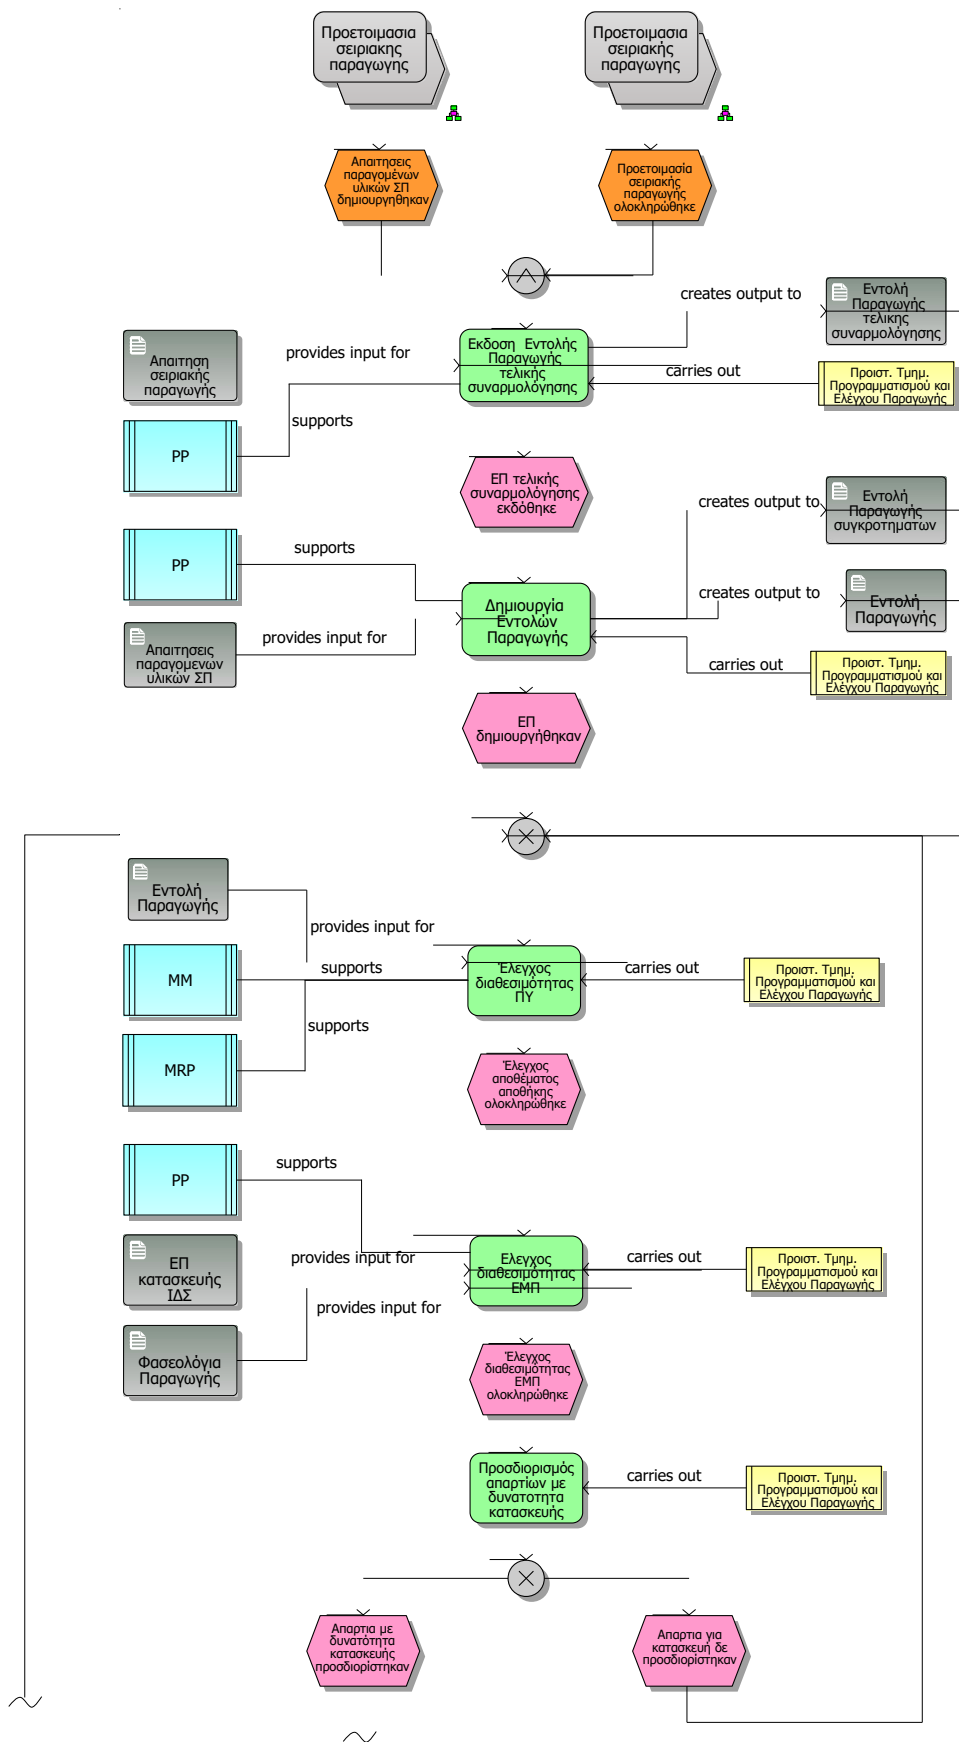 Προετοιμασια
σειριακης
παραγωγης
Προετοιμασια
σειριακής
παραγωγης
Απαιτησεις
παραγομένων
υλικών ΣΠ
δημιουργηθηκαν
Προετοιμασία
σειριακής
παραγωγής
ολοκληρώθηκε
creates output to
Εντολή
Παραγωγής
τελικης
συναρμολόγησης
Απαιτηση
σειριακής
παραγωγής
provides input for
Εκδοση Εντολής
Παραγωγής
τελικής
συναρμολόγησης
carries out
Προιστ. Τμημ.
Προγραμματισμού και
Ελέγχου Παραγωγής
supports
PP
ΕΠ τελικής
συναρμολόγησης
εκδόθηκε
creates output to
Εντολή
Παραγωγής
συγκροτηματων
PP
supports
Δημιουργία
Εντολών
Παραγωγής
creates output to
Εντολή
Παραγωγής
Απαιτησεις
παραγομενων
υλικών ΣΠ
provides input for
carries out
Προιστ. Τμημ.
Προγραμματισμού και
Ελέγχου Παραγωγής
ΕΠ
δημιουργήθηκαν
Εντολή
Παραγωγής
provides input for
MM
supports
Έλεγχος
διαθεσιμότητας
ΠΥ
carries out
Προιστ. Τμημ.
Προγραμματισμού και
Ελέγχου Παραγωγής
supports
MRP
Έλεγχος
αποθέματος
αποθήκης
ολοκληρώθηκε
PP
supports
ΕΠ
κατασκευής
ΙΔΣ
provides input for
Ελεγχος
διαθεσιμότητας
ΕΜΠ
carries out
Προιστ. Τμημ.
Προγραμματισμού και
Ελέγχου Παραγωγής
provides input for
Φασεολόγια
Παραγωγής
Έλεγχος
διαθεσιμότητας
ΕΜΠ
ολοκληρώθηκε
Προσδιορισμός
απαρτίων με
δυνατοτητα
κατασκευής
carries out
Προιστ. Τμημ.
Προγραμματισμού και
Ελέγχου Παραγωγής
Απαρτια με
δυνατότητα
κατασκευής
προσδιορίστηκαν
Απαρτια για
κατασκευή δε
προσδιορίστηκαν